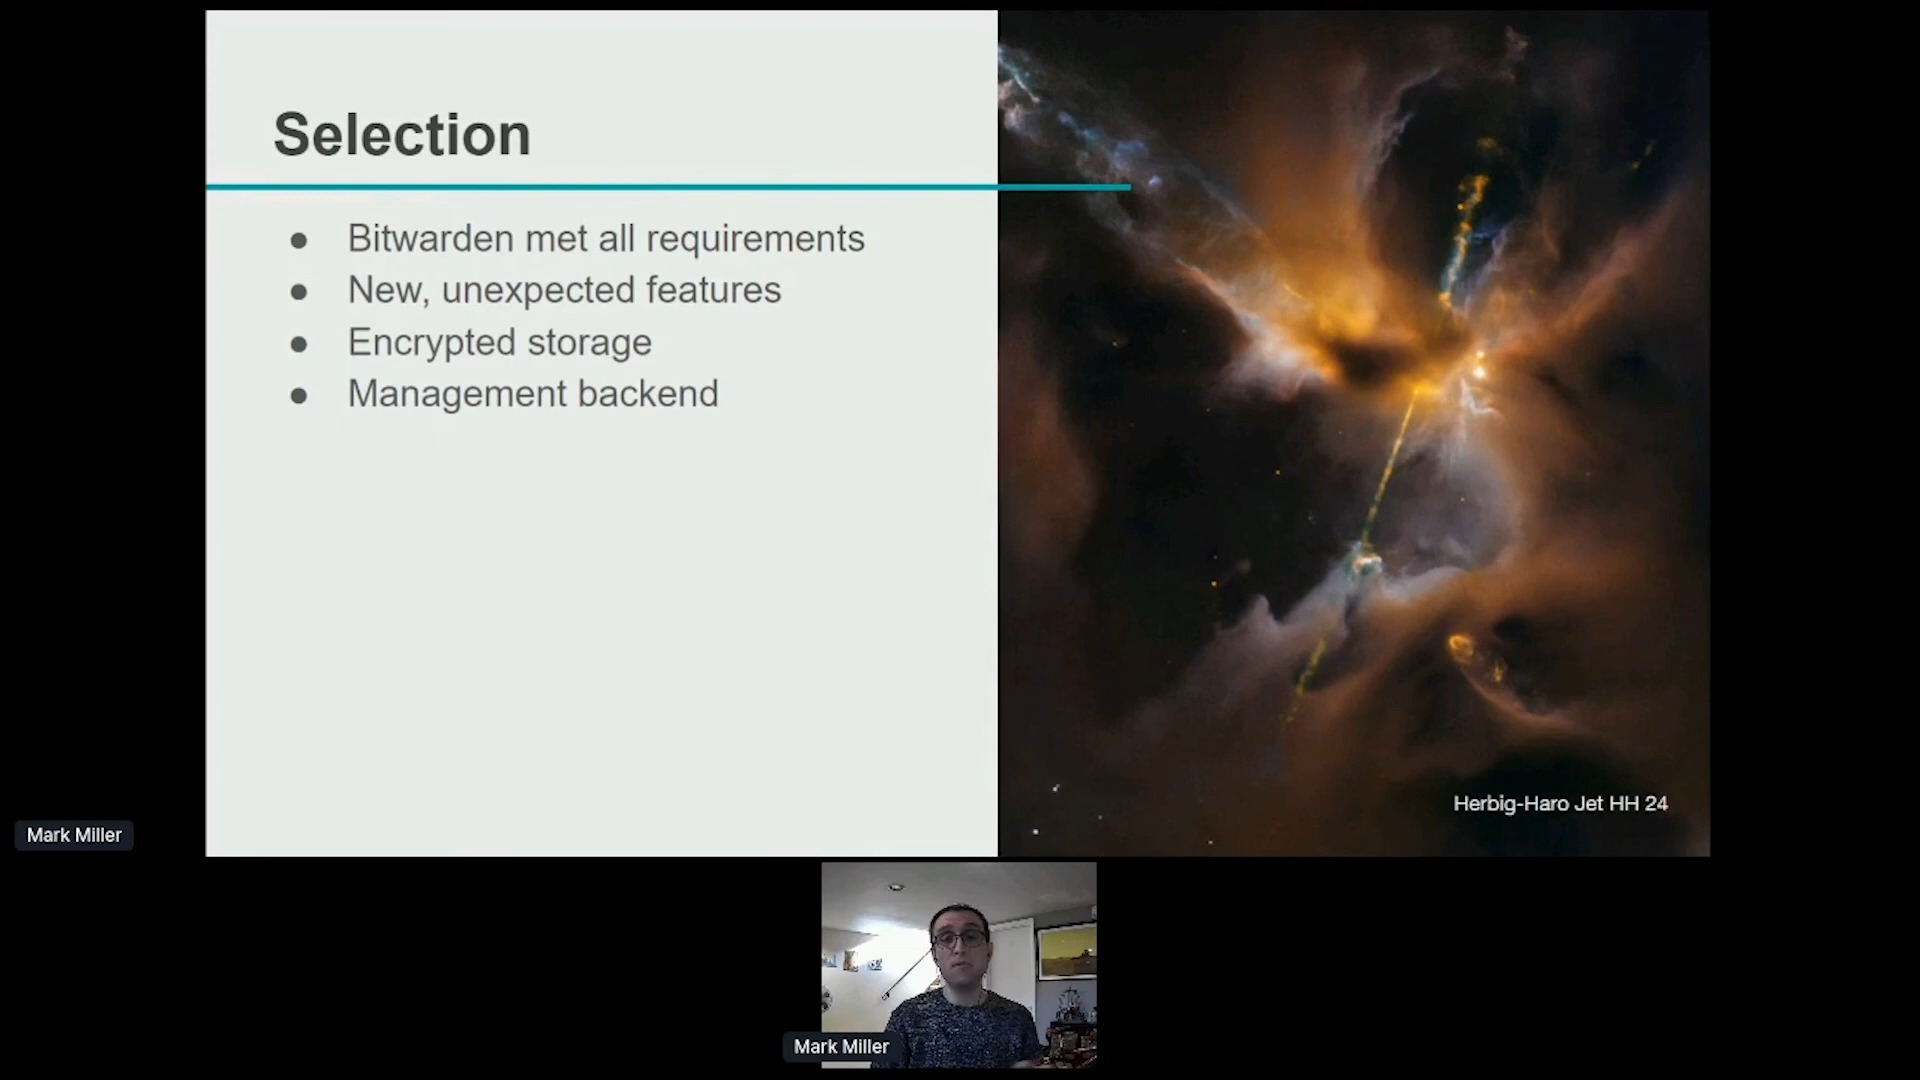 Selection
Bitwarden met all requirements
New, unexpected features
Encrypted storage
Management backend
Herbig-Haro Jet HH 24
Mark Miller
Mark Miller